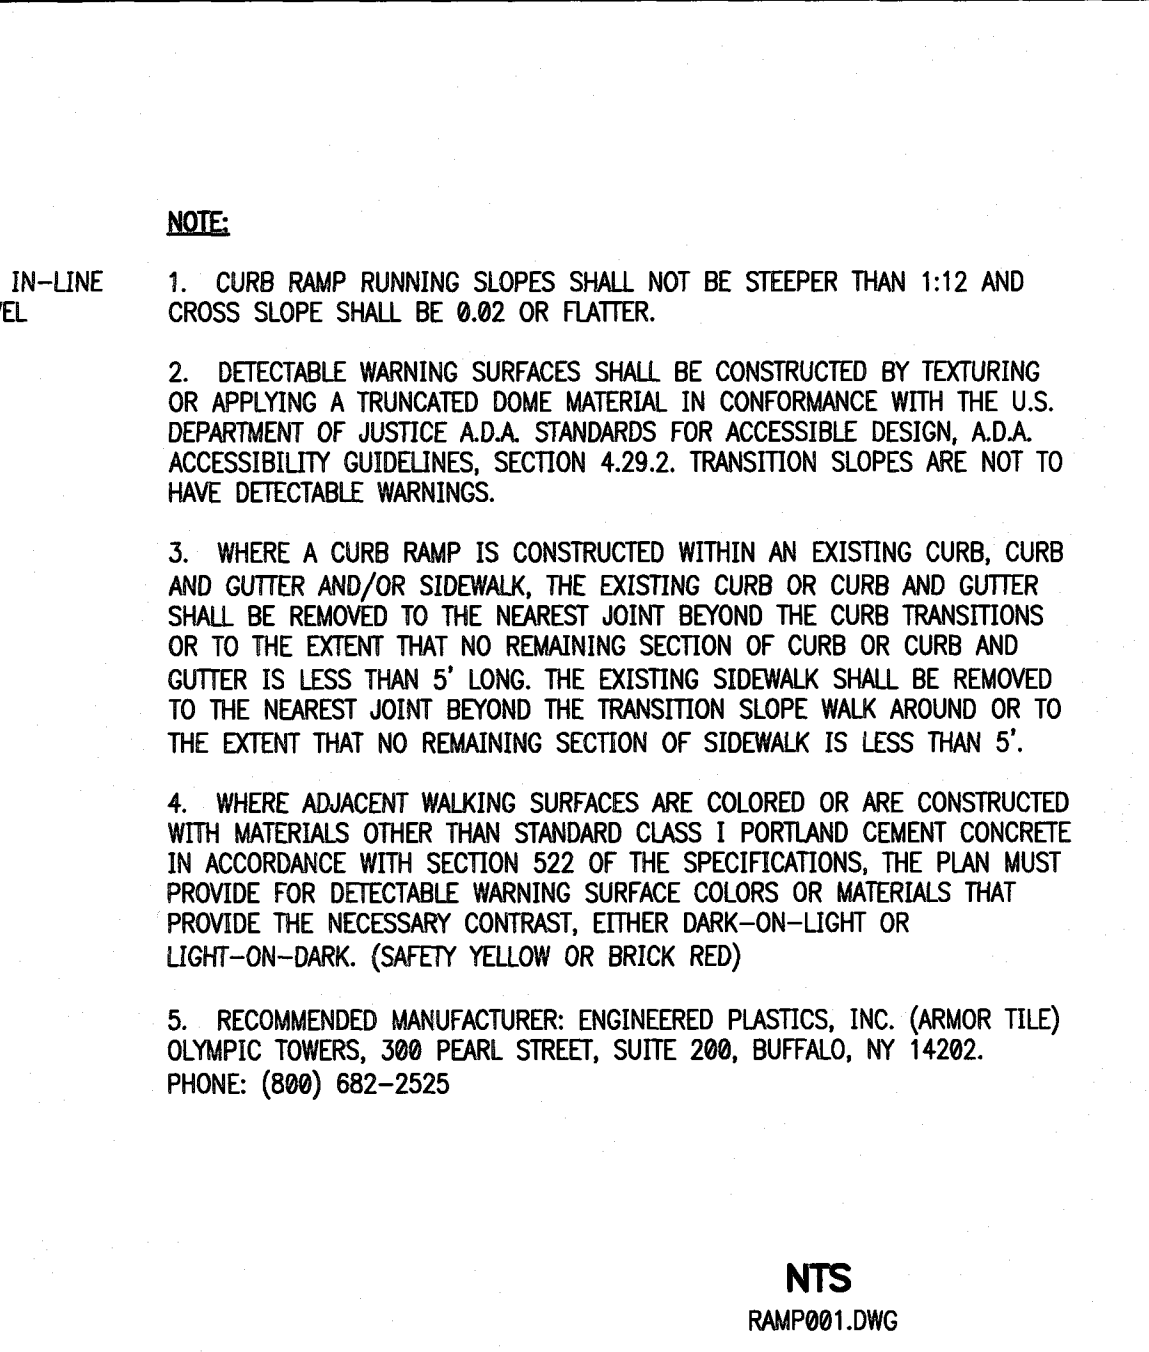 NOTE:
IN-LINE
1. CURB RAMP RUNNING SLOPES SHALL NOT BE STEEPER THAN 1:12 AND
CROSS SLOPE SHALL BE 0.02 OR FLATTER.
2. DETECTABLE WARNING SURFACES SHALL BE CONSTRUCTED BY TEXTURING
OR APPLYING A TRUNCATED DOME MATERIAL IN CONFORMANCE WITH THE U.S.
DEPARTMENT OF JUSTICE A.D.A. STANDARDS FOR ACCESSIBLE DESIGN, A.D.A.
ACCESSIBILITY GUIDELINES, SECTION 4.29.2. TRANSITION SLOPES ARE NOT TO
HAVE DETECTABLE WARNINGS.
3. WHERE A CURB RAMP IS CONSTRUCTED WITHIN AN EXISTING CURB, CURB
AND GUTTER AND/OR SIDEWALK, THE EXISTING CURB OR CURB AND GUTTER
SHALL BE REMOVED TO THE NEAREST JOINT BEYOND THE CURB TRANSITIONS
OR TO THE EXTENT THAT NO REMAINING SECTION OF CURB OR CURB AND
GUTTER IS LESS THAN 5' LONG. THE EXISTING SIDEWALK SHALL BE REMOVED
TO THE NEAREST JOINT BEYOND THE TRANSITION SLOPE WALK AROUND OR TO
THE EXTENT THAT NO REMAINING SECTION OF SIDEWALK IS LESS THAN 5'.
4. WHERE ADJACENT WALKING SURFACES ARE COLORED OR ARE CONSTRUCTED
WITH MATERIALS OTHER THAN STANDARD CLASS I PORTLAND CEMENT CONCRETE
IN ACCORDANCE WITH SECTION 522 OF THE SPECIFICATIONS, THE PLAN MUST
PROVIDE FOR DETECTABLE WARNING SURFACE COLORS OR MATERIALS THAT
PROVIDE THE NECESSARY CONTRAST, EITHER DARK-ON-LIGHT OR
LIGHT-ON-DARK. (SAFETY YELLOW OR BRICK RED)
5. RECOMMENDED MANUFACTURER: ENGINEERED PLASTICS, INC. (ARMOR TILE)
OLYMPIC TOWERS, 300 PEARL STREET, SUITE 200, BUFFALO, NY 14202.
PHONE: (800) 682-2525
NTS
RAMP001.DWG